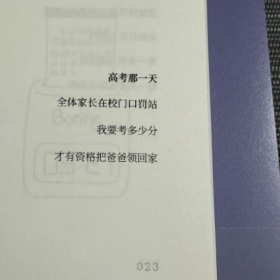 高考那一天
全体家长在校门口罚站
我要考多少分
才有资格把爸爸领回家
023